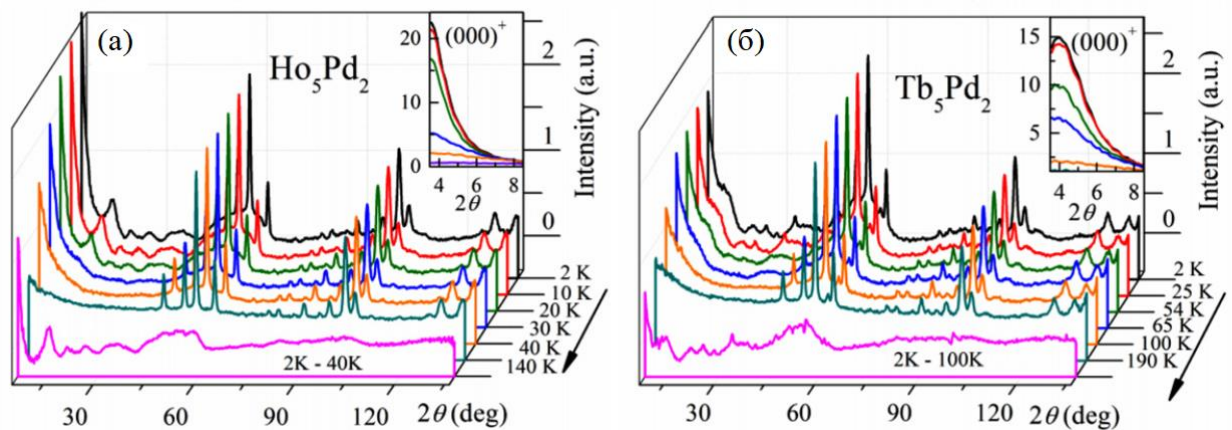 (а)
Ho5Pd2
(000)+
20
10
0
4 6 8
2θ
2
1
0
Intensity (a.u.)
2 K
10 K
20 K
30 K
40 K
140 K
2K - 40K
30 60 90 120 2θ (deg)
(б)
Tb5Pd2
(000)+
15
10
5
4 6 8
2θ
2
1
0
Intensity (a.u.)
2 K
25 K
54 K
65 K
100 K
190 K
2K - 100K
30 60 90 120 2θ (deg)